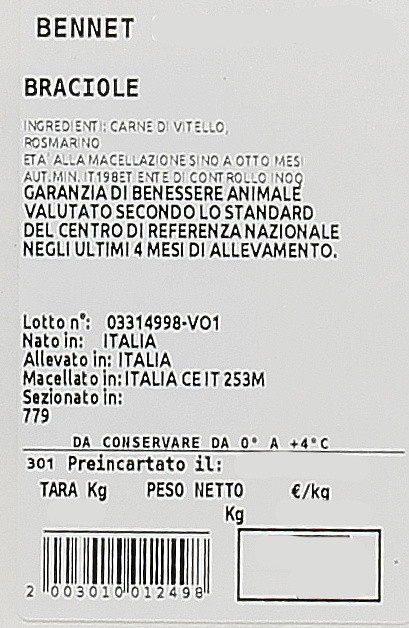 BENNET
BRACIOLE
INGREDIENTI: CARNE DI VITELLO,
ROSMARINO
ETA' ALLA MACELLAZIONE SINO A OTTO MESI
AUT.MIN. IT198ET ENTE DI CONTROLLO INOQ
GARANZIA DI BENESSERE ANIMALE
VALUTATO SECONDO LO STANDARD
DEL CENTRO DI REFERENZA NAZIONALE
NEGLI ULTIMI 4 MESI DI ALLEVAMENTO.
Lotto n°: 03314998-VO1
Nato in: ITALIA
Allevato in: ITALIA
Macellato in: ITALIA CE IT 253M
Sezionato in:
779
DA CONSERVARE DA 0° A +4°C
301 Preincartato il:
TARA Kg PESO NETTO €/kg
Kg
2 003010 012498